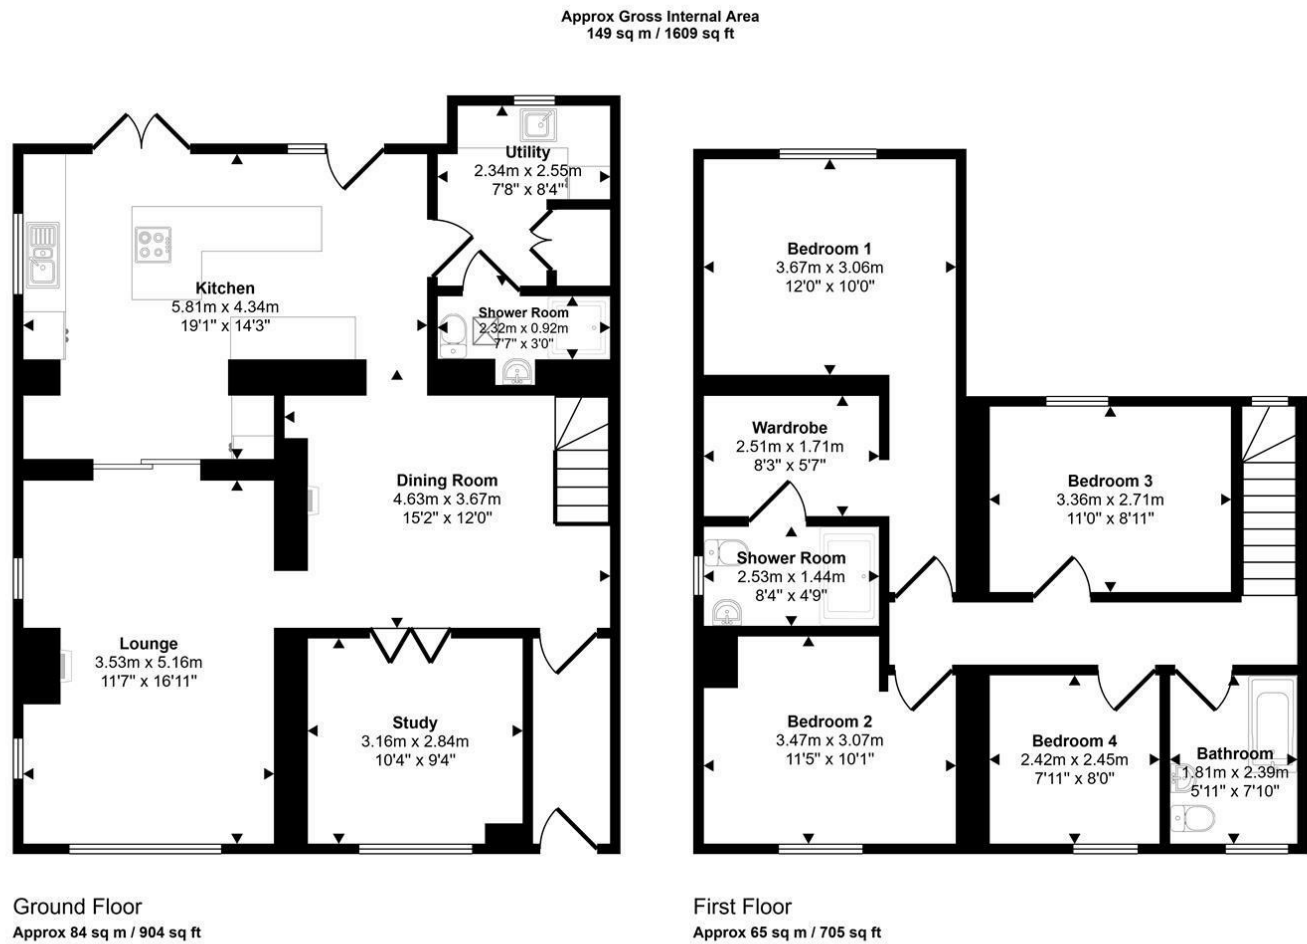 Approx Gross Internal Area
149 sq m / 1609 sq ft
Utility
2.34m x 2.55m
7'8" x 8'4"
Kitchen
5.81m x 4.34m
19'1" x 14'3"
Shower Room
2.32m x 0.92m
7'7" x 3'0"
Dining Room
4.63m x 3.67m
15'2" x 12'0"
Lounge
3.53m x 5.16m
11'7" x 16'11"
Study
3.16m x 2.84m
10'4" x 9'4"
Ground Floor
Approx 84 sq m / 904 sq ft
Bedroom 1
3.67m x 3.06m
12'0" x 10'0"
Wardrobe
2.51m x 1.71m
8'3" x 5'7"
Bedroom 3
3.36m x 2.71m
11'0" x 8'11"
Shower Room
2.53m x 1.44m
8'4" x 4'9"
Bedroom 2
3.47m x 3.07m
11'5" x 10'1"
Bedroom 4
2.42m x 2.45m
7'11" x 8'0"
Bathroom
1.81m x 2.39m
5'11" x 7'10"
First Floor
Approx 65 sq m / 705 sq ft